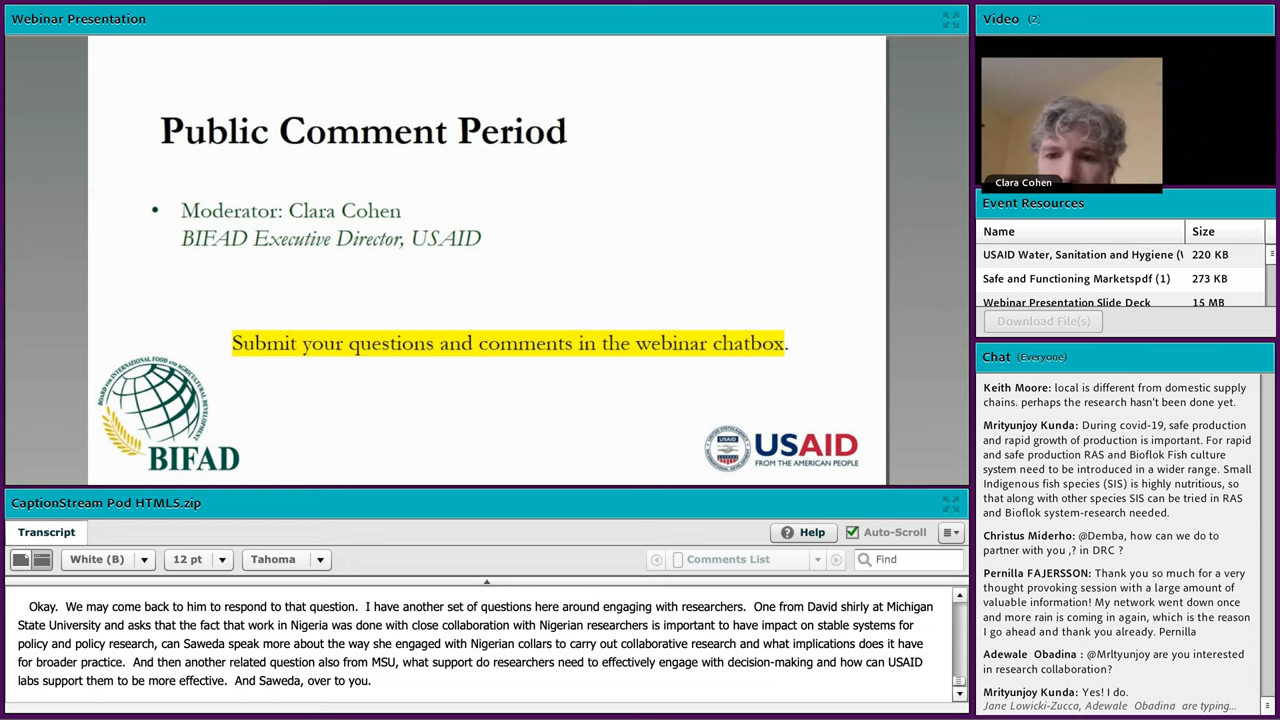 Webinar Presentation
Public Comment Period
• Moderator: Clara Cohen
BIFAD Executive Director, USAID
Submit your questions and comments in the webinar chatbox.
BOARD FOR INTERNATIONAL FOOD AND AGRICULTURAL DEVELOPMENT
BIFAD
USAID
USAID
FROM THE AMERICAN PEOPLE
Video (2)
Clara Cohen
Event Resources
Name Size
USAID Water, Sanitation and Hygiene (\ 220 KB
Safe and Functioning Marketspdf (1) 273 KB
Webinar Presentation Slide Deck 15 MB
Download File(s)
Chat (Everyone)
Keith Moore: local is different from domestic supply
chains. perhaps the research hasn't been done yet.
Mrityunjoy Kunda: During covid-19, safe production
and rapid growth of production is important. For rapid
and safe production RAS and Bioflok Fish culture
system need to be introduced in a wider range. Small
Indigenous fish species (SIS) is highly nutritious, so
that along with other species SIS can be tried in RAS
and Bioflok system-research needed.
Christus Miderho: @Demba, how can we do to
partner with you ,? in DRC ?
Pernilla FAJERSSON: Thank you so much for a very
thought provoking session with a large amount of
valuable information! My network went down once
and more rain is coming in again, which is the reason
I go ahead and thank you already. Pernilla
Adewale Obadina : @Mrltyunjoy are you interested
in research collaboration?
Mrityunjoy Kunda: Yes! I do.
Jane Lowicki-Zucca, Adewale Obadina are typing...
CaptionStream Pod HTML5.zip
Transcript Help Auto-Scroll
White (B) 12 pt Tahoma Comments List Find
Okay. We may come back to him to respond to that question. I have another set of questions here around engaging with researchers. One from David shirly at Michigan
State University and asks that the fact that work in Nigeria was done with close collaboration with Nigerian researchers is important to have impact on stable systems for
policy and policy research, can Saweda speak more about the way she engaged with Nigerian collars to carry out collaborative research and what implications does it have
for broader practice. And then another related question also from MSU, what support do researchers need to effectively engage with decision-making and how can USAID
labs support them to be more effective. And Saweda, over to you.